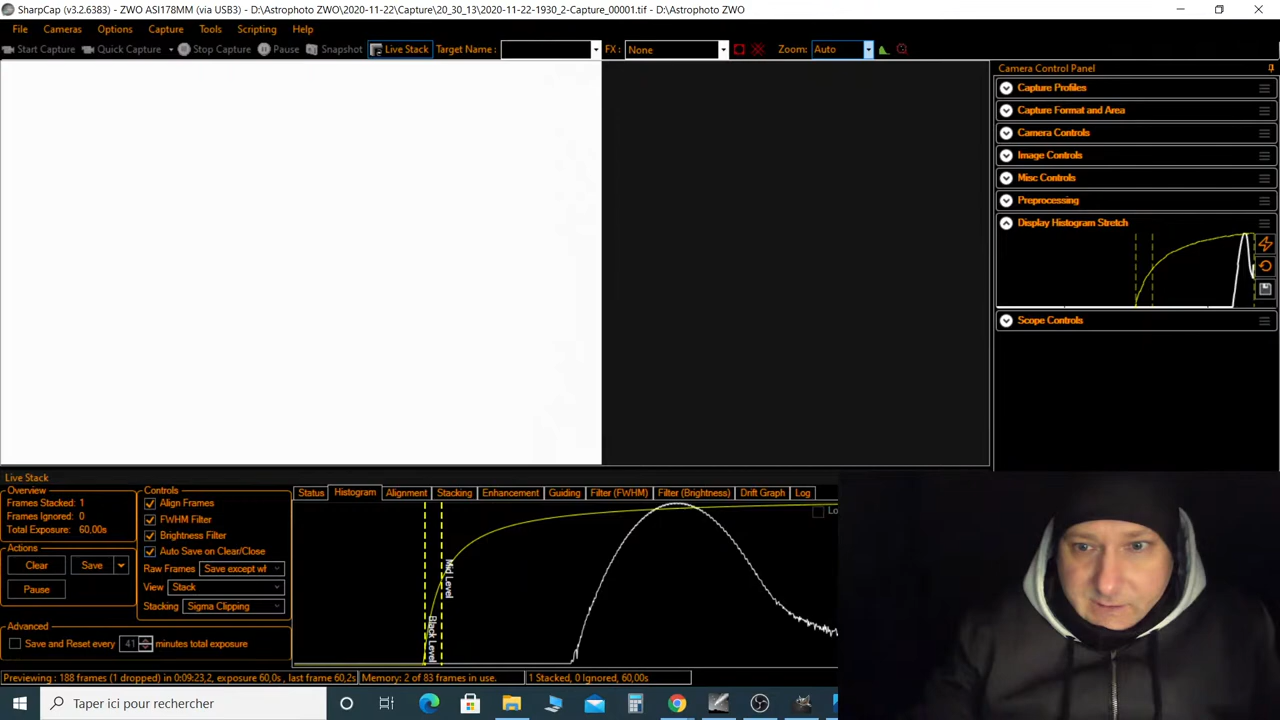 SharpCap (v3.2.6383) - ZWO ASI178MM (via USB3) - D:\Astrophoto ZWO\2020-11-22\Capture\20_30_13\2020-11-22-1930_2-Capture_00001.tif - D:\Astrophoto ZWO
File Cameras Options Capture Tools Scripting Help
Start Capture Quick Capture Stop Capture Pause Snapshot Live Stack Target Name : FX : None Zoom: Auto
Camera Control Panel
Capture Profiles
Capture Format and Area
Camera Controls
Image Controls
Misc Controls
Preprocessing
Display Histogram Stretch
Scope Controls
Live Stack
Overview
Frames Stacked: 1
Frames Ignored: 0
Total Exposure: 60,00s
Actions
Clear Save
Pause
Controls
Align Frames
FWHM Filter
Brightness Filter
Auto Save on Clear/Close
Raw Frames Save except wh
View Stack
Stacking Sigma Clipping
Advanced
Save and Reset every 41 minutes total exposure
Status Histogram Alignment Stacking Enhancement Guiding Filter (FWHM) Filter (Brightness) Drift Graph Log
Lo
Mid Level
Black Level
Previewing : 188 frames (1 dropped) in 0:09:23,2, exposure 60,0s , last frame 60,2s Memory: 2 of 83 frames in use. 1 Stacked, 0 Ignored, 60,00s
Taper ici pour rechercher